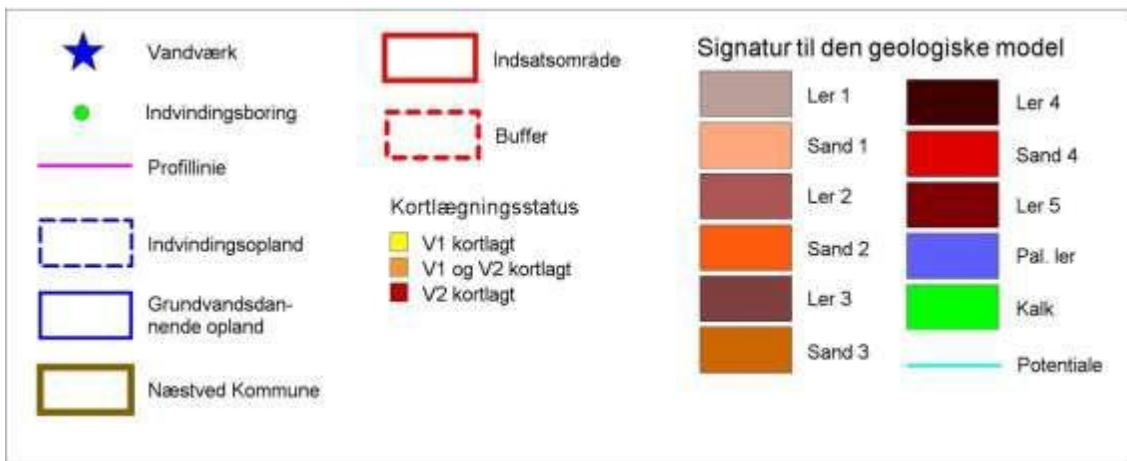 Vandværk
Indvindingsboring
Profillinie
Indvindingsopland
Grundvandsdan-
nende opland
Næstved Kommune
Indsatsområde
Buffer
Kortlægningsstatus
V1 kortlagt
V1 og V2 kortlagt
V2 kortlagt
Signatur til den geologiske model
Ler 1
Sand 1
Ler 2
Sand 2
Ler 3
Sand 3
Ler 4
Sand 4
Ler 5
Pal. ler
Kalk
Potentiale